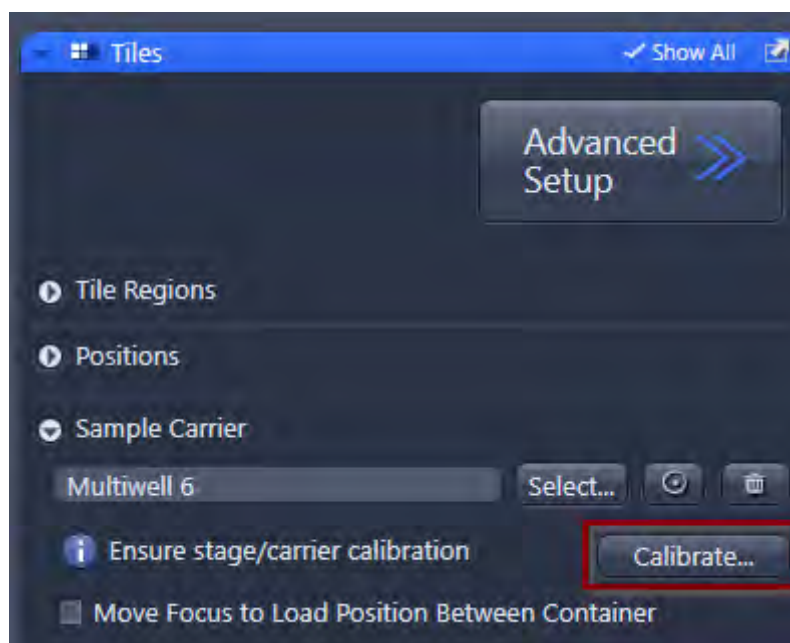 Tiles
Show All
Advanced
Setup
Tile Regions
Positions
Sample Carrier
Multiwell 6
Select...
Ensure stage/carrier calibration
Calibrate...
Move Focus to Load Position Between Container